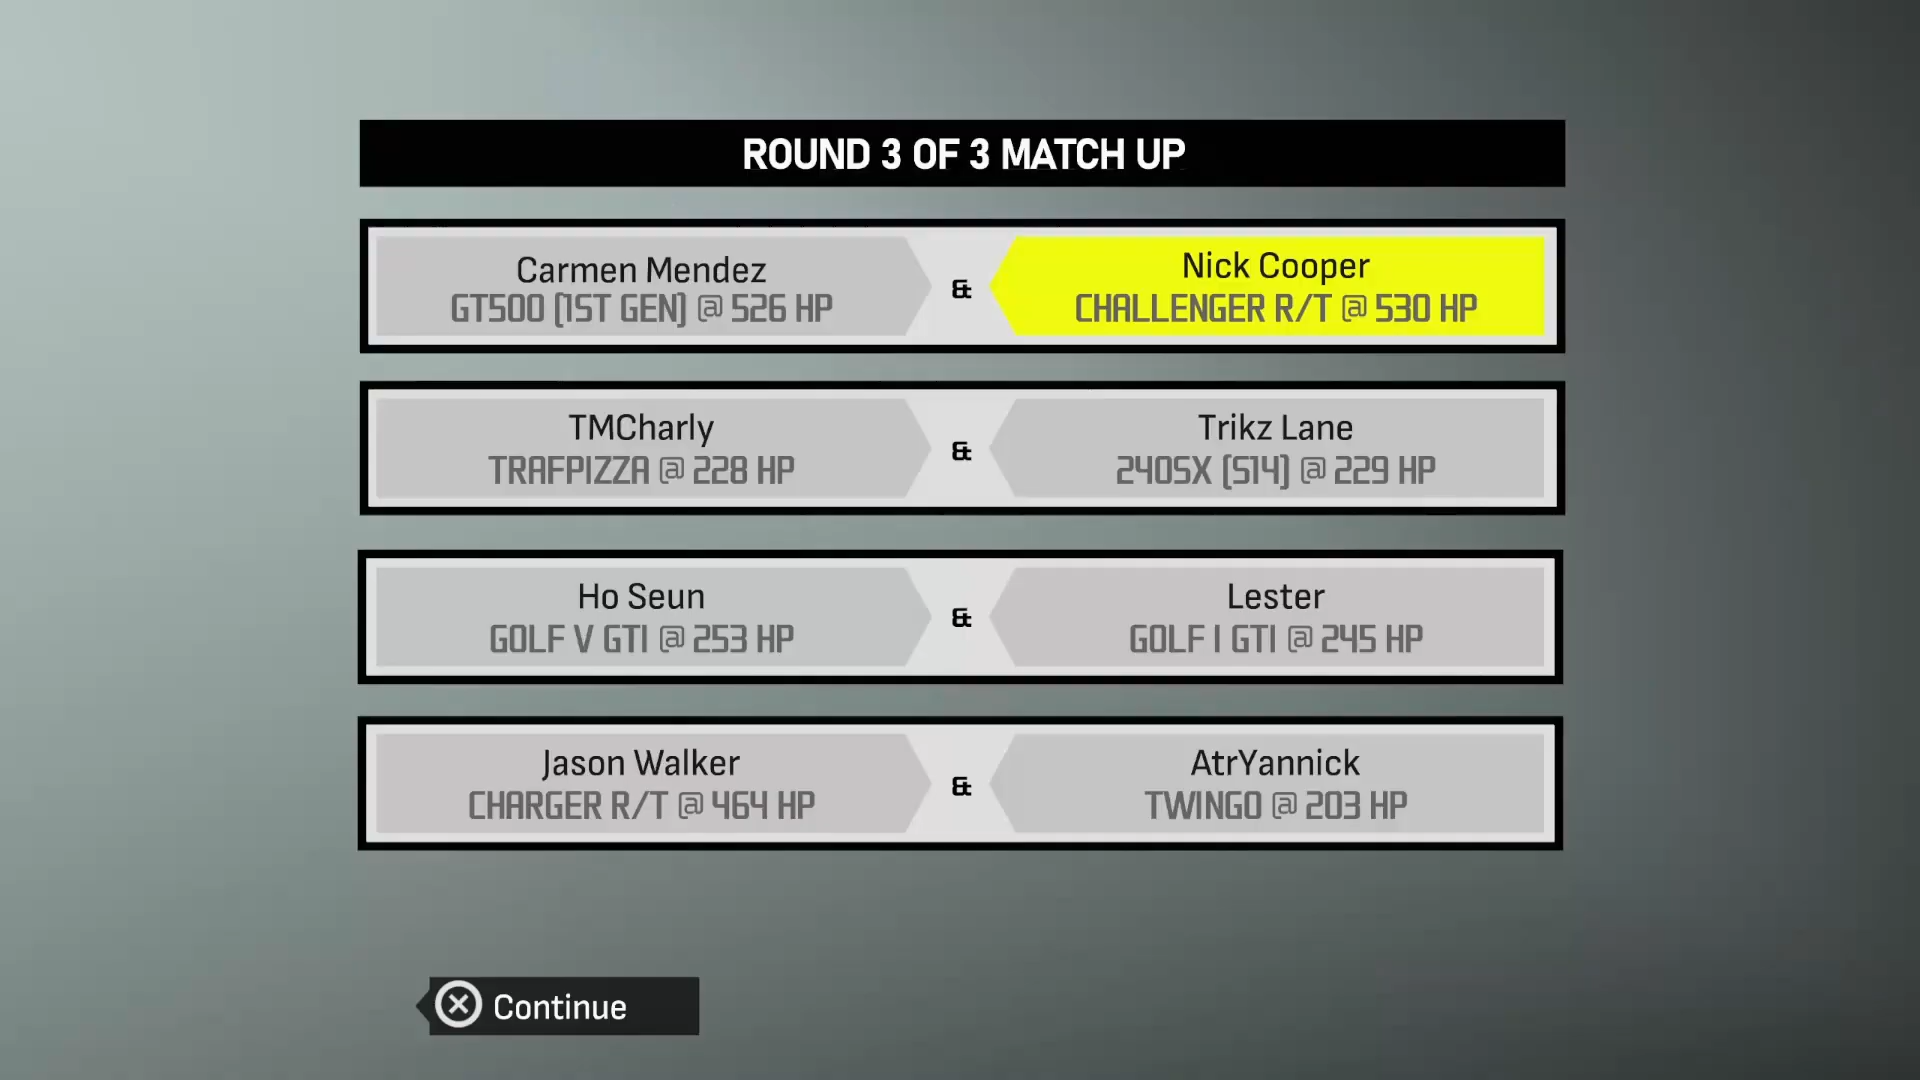 ROUND 3 OF 3 MATCH UP
Carmen Mendez
GT500 (1ST GEN) @ 526 HP
&
Nick Cooper
CHALLENGER R/T @ 530 HP
TMCharly
TRAFPIZZA @ 228 HP
&
Trikz Lane
240SX (S14) @ 229 HP
Ho Seun
GOLF V GTI @ 253 HP
&
Lester
GOLF I GTI @ 245 HP
Jason Walker
CHARGER R/T @ 464 HP
&
AtrYannick
TWINGO @ 203 HP
Continue